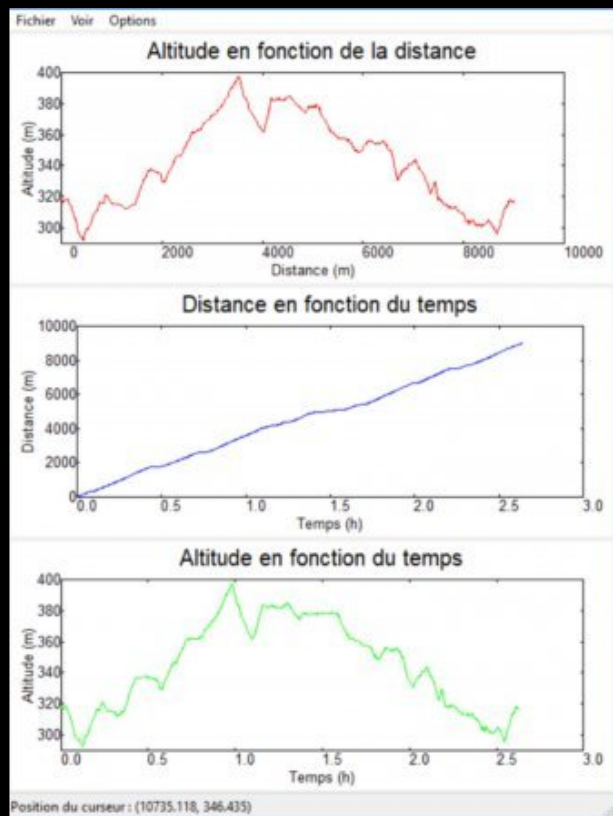 Fichier Voir Options
Altitude en fonction de la distance
400
380
360
340
320
300
Altitude (m)
0 2000 4000 6000 8000 10000
Distance (m)
Distance en fonction du temps
10000
8000
6000
4000
2000
0
Distance (m)
0.0 0.5 1.0 1.5 2.0 2.5 3.0
Temps (h)
Altitude en fonction du temps
400
380
360
340
320
300
Altitude (m)
0.0 0.5 1.0 1.5 2.0 2.5 3.0
Temps (h)
Position du curseur : (10735.118, 346.435)